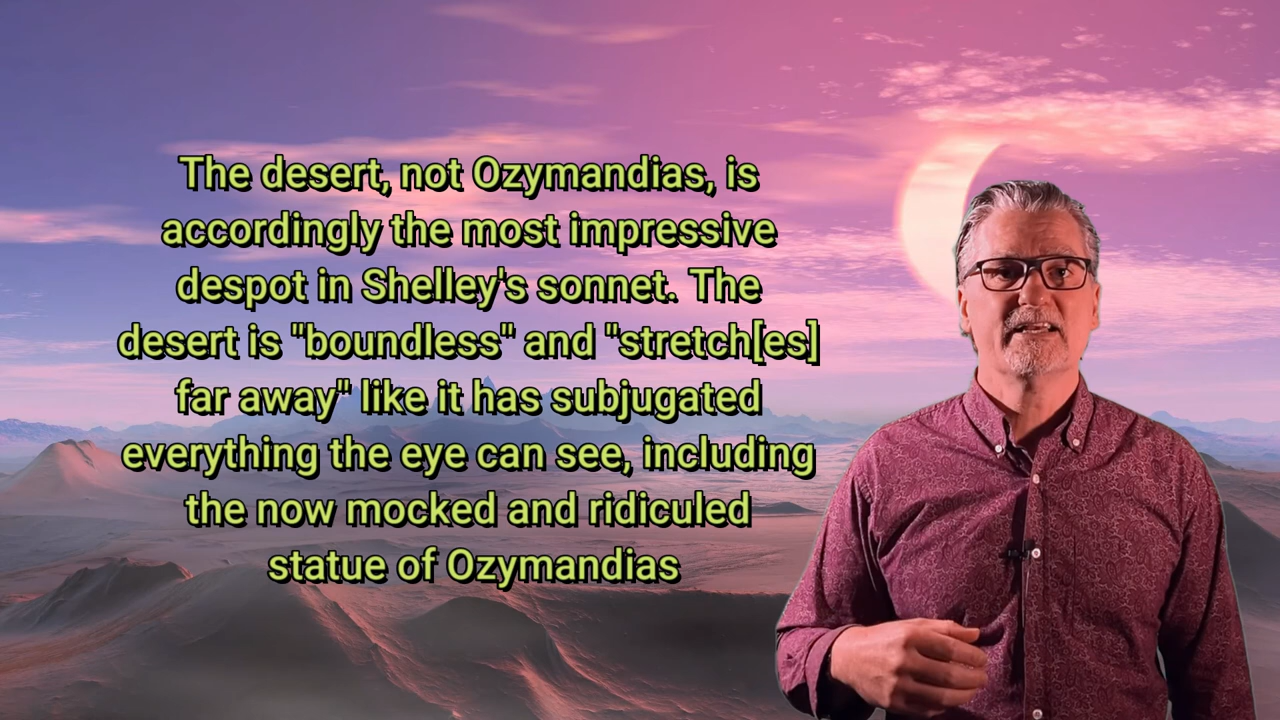 The desert, not Ozymandias, is
accordingly the most impressive
despot in Shelley's sonnet. The
desert is "boundless" and "stretch[es]
far away" like it has subjugated
everything the eye can see, including
the now mocked and ridiculed
statue of Ozymandias